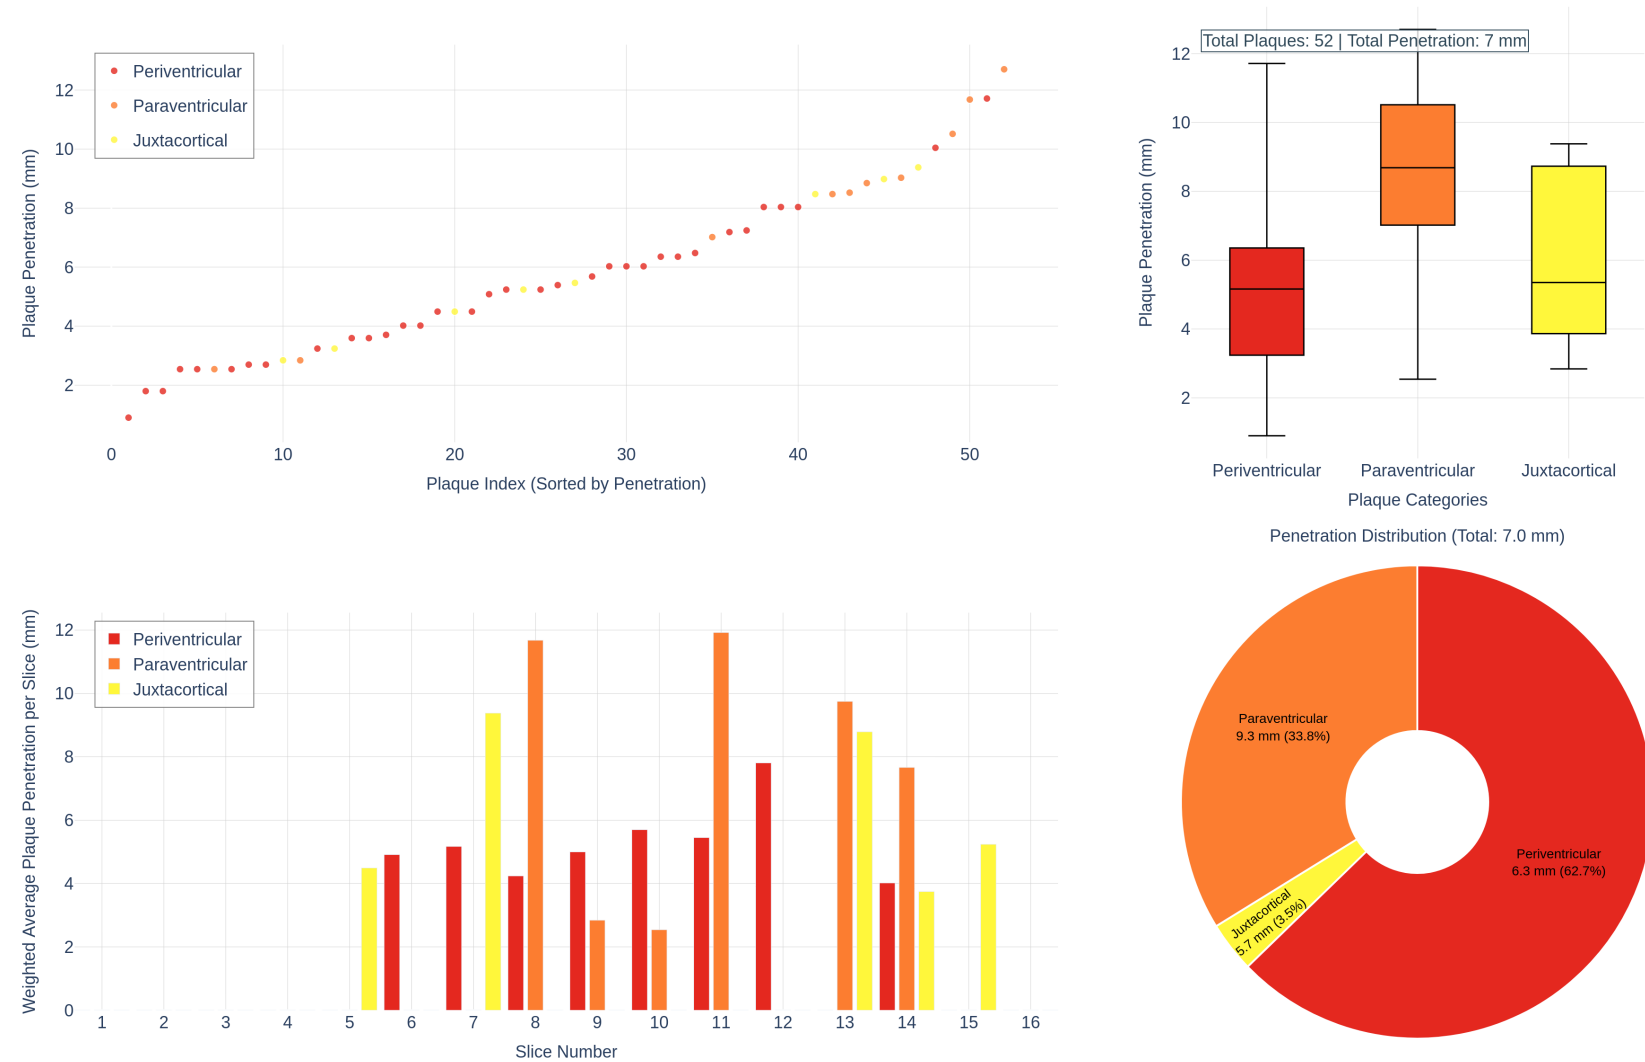 Periventricular
Paraventricular
Juxtacortical
12
10
8
6
4
2
Plaque Penetration (mm)
0
10
20
30
40
50
Plaque Index (Sorted by Penetration)
Total Plaques: 52 | Total Penetration: 7 mm
12
10
8
6
4
2
Plaque Penetration (mm)
Periventricular
Paraventricular
Juxtacortical
Plaque Categories
Periventricular
Paraventricular
Juxtacortical
12
10
8
6
4
2
0
Weighted Average Plaque Penetration per Slice (mm)
1
2
3
4
5
6
7
8
9
10
11
12
13
14
15
16
Slice Number
Penetration Distribution (Total: 7.0 mm)
Paraventricular
9.3 mm (33.8%)
Periventricular
6.3 mm (62.7%)
Juxtacortical
5.7 mm (3.5%)